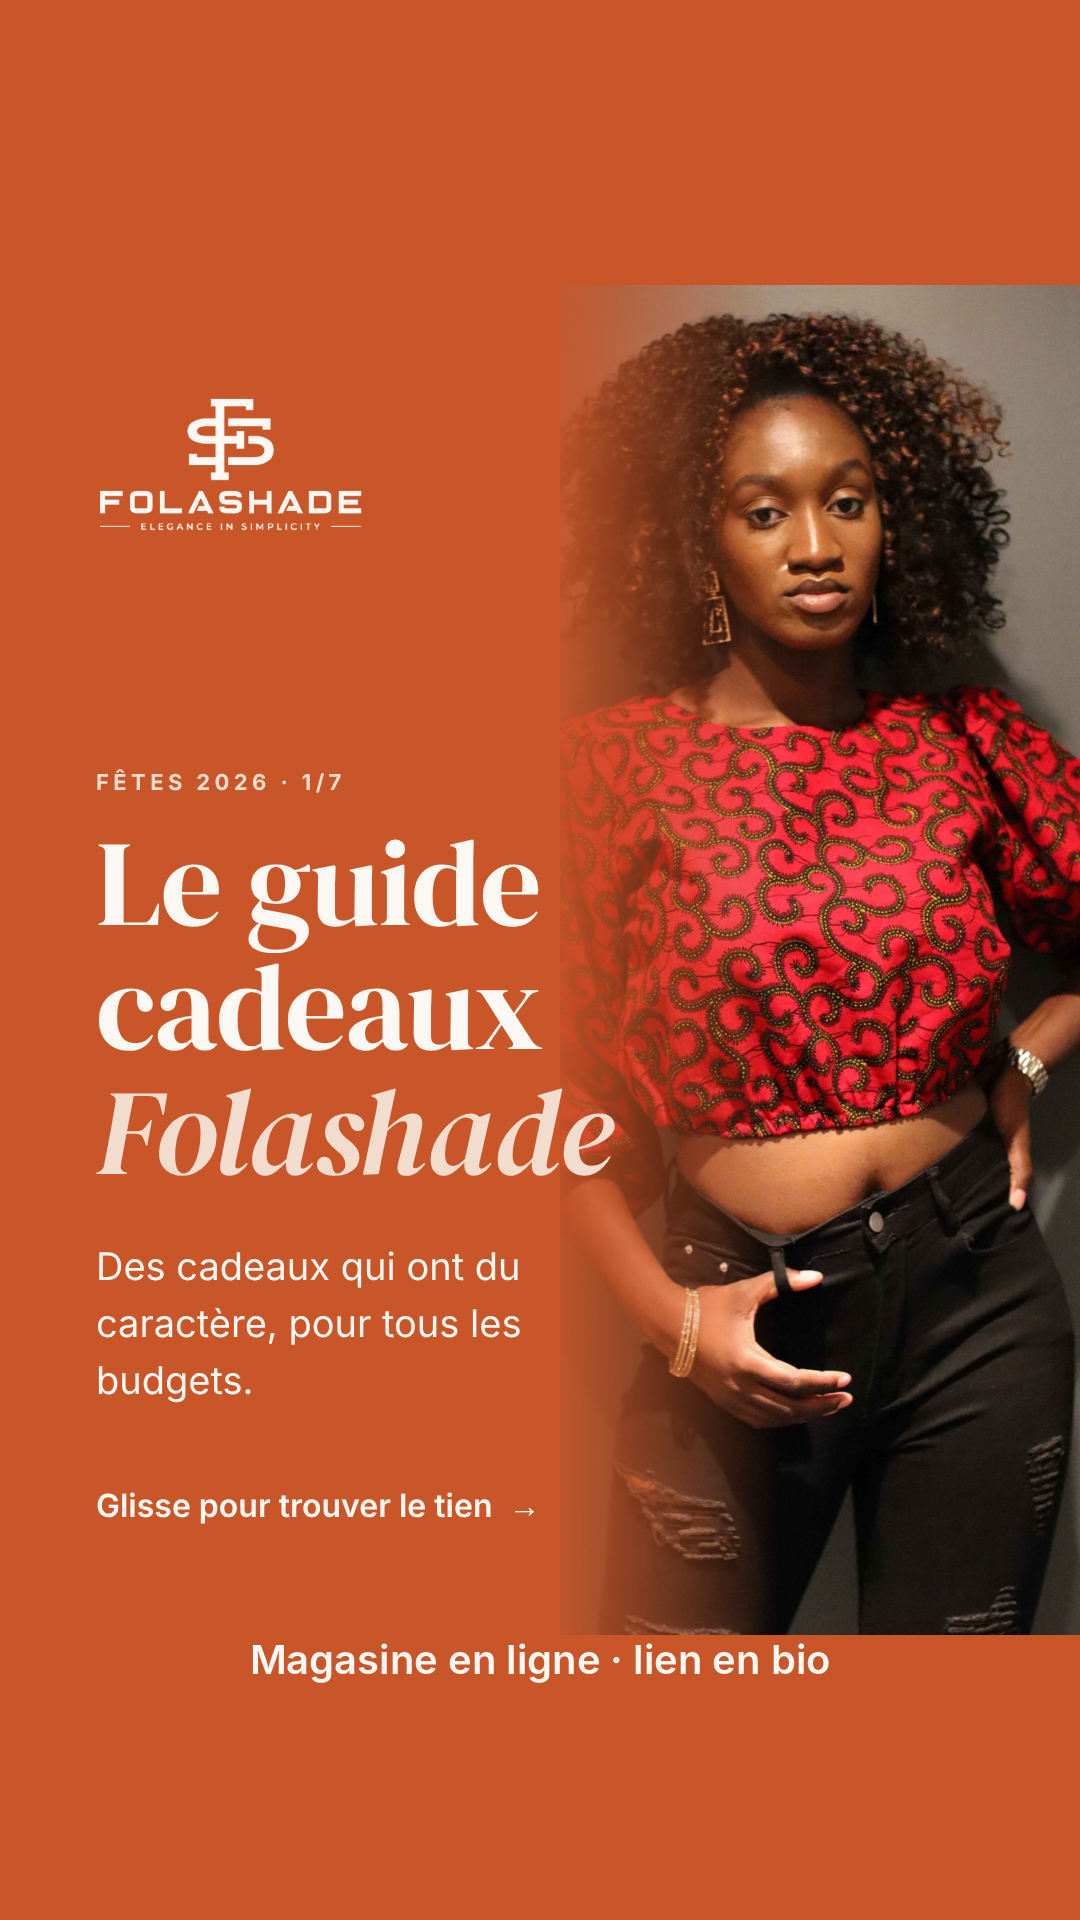 FOLASHADE
ELEGANCE IN SIMPLICITY
FÊTES 2026 · 1/7
Le guide
cadeaux
Folashade
Des cadeaux qui ont du
caractère, pour tous les
budgets.
Glisse pour trouver le tien →
Magasine en ligne · lien en bio